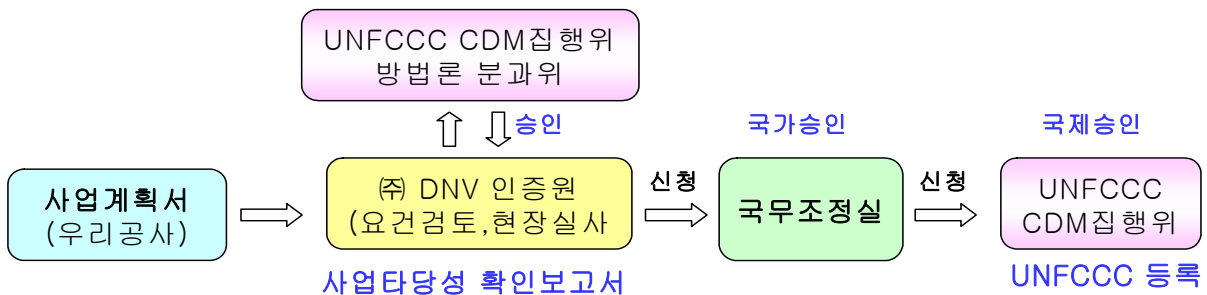 UNFCCC CDM집행위
방법론 분과위
승인
국가승인
국제승인
사업계획서
(우리공사)
㈜ DNV 인증원
(요건검토,현장실사
신청
국무조정실
신청
UNFCCC
CDM집행위
사업타당성 확인보고서
UNFCCC 등록